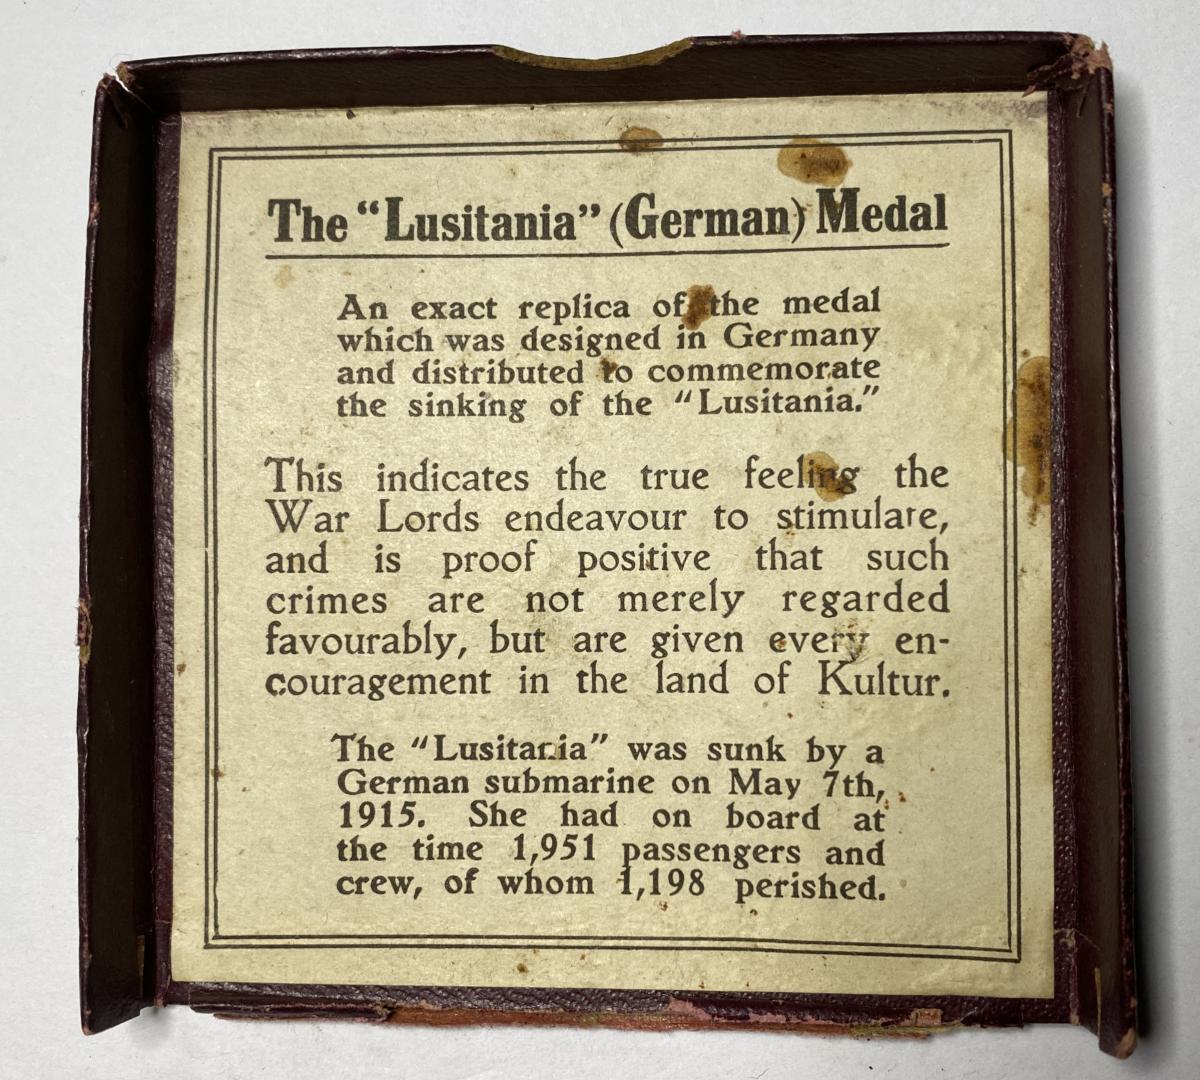 The "Lusitania" (German) Medal
An exact replica of the medal
which was designed in Germany
and distributed to commemorate
the sinking of the "Lusitania."
This indicates the true feeling the
War Lords endeavour to stimulate,
and is proof positive that such
crimes are not merely regarded
favourably, but are given every en-
couragement in the land of Kultur.
The "Lusitania" was sunk by a
German submarine on May 7th,
1915. She had on board at
the time 1,951 passengers and
crew, of whom 1,198 perished.